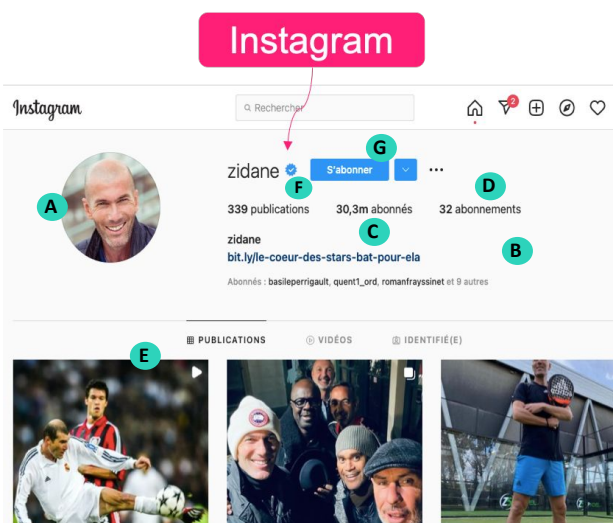 Instagram
Instagram
Rechercher
2
G
zidane
S'abonner
A
F
D
339 publications 30,3m abonnés 32 abonnements
C
zidane
B
bit.ly/le-coeur-des-stars-bat-pour-ela
Abonnés : basileperrigault, quent1_ord, romanfrayssinet et 9 autres
PUBLICATIONS VIDÉOS IDENTIFIÉ(E)
E